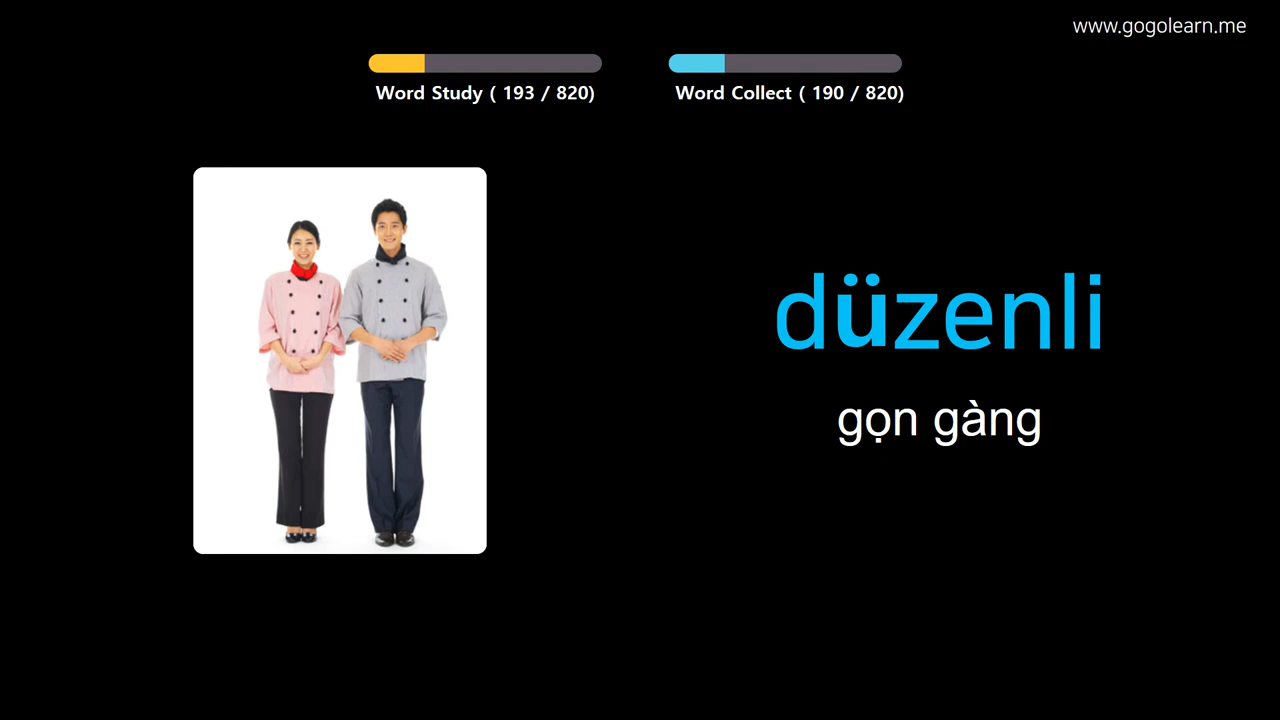 www.gogolearn.me
Word Study ( 193 / 820)
Word Collect ( 190 / 820)
düzenli
gọn gàng